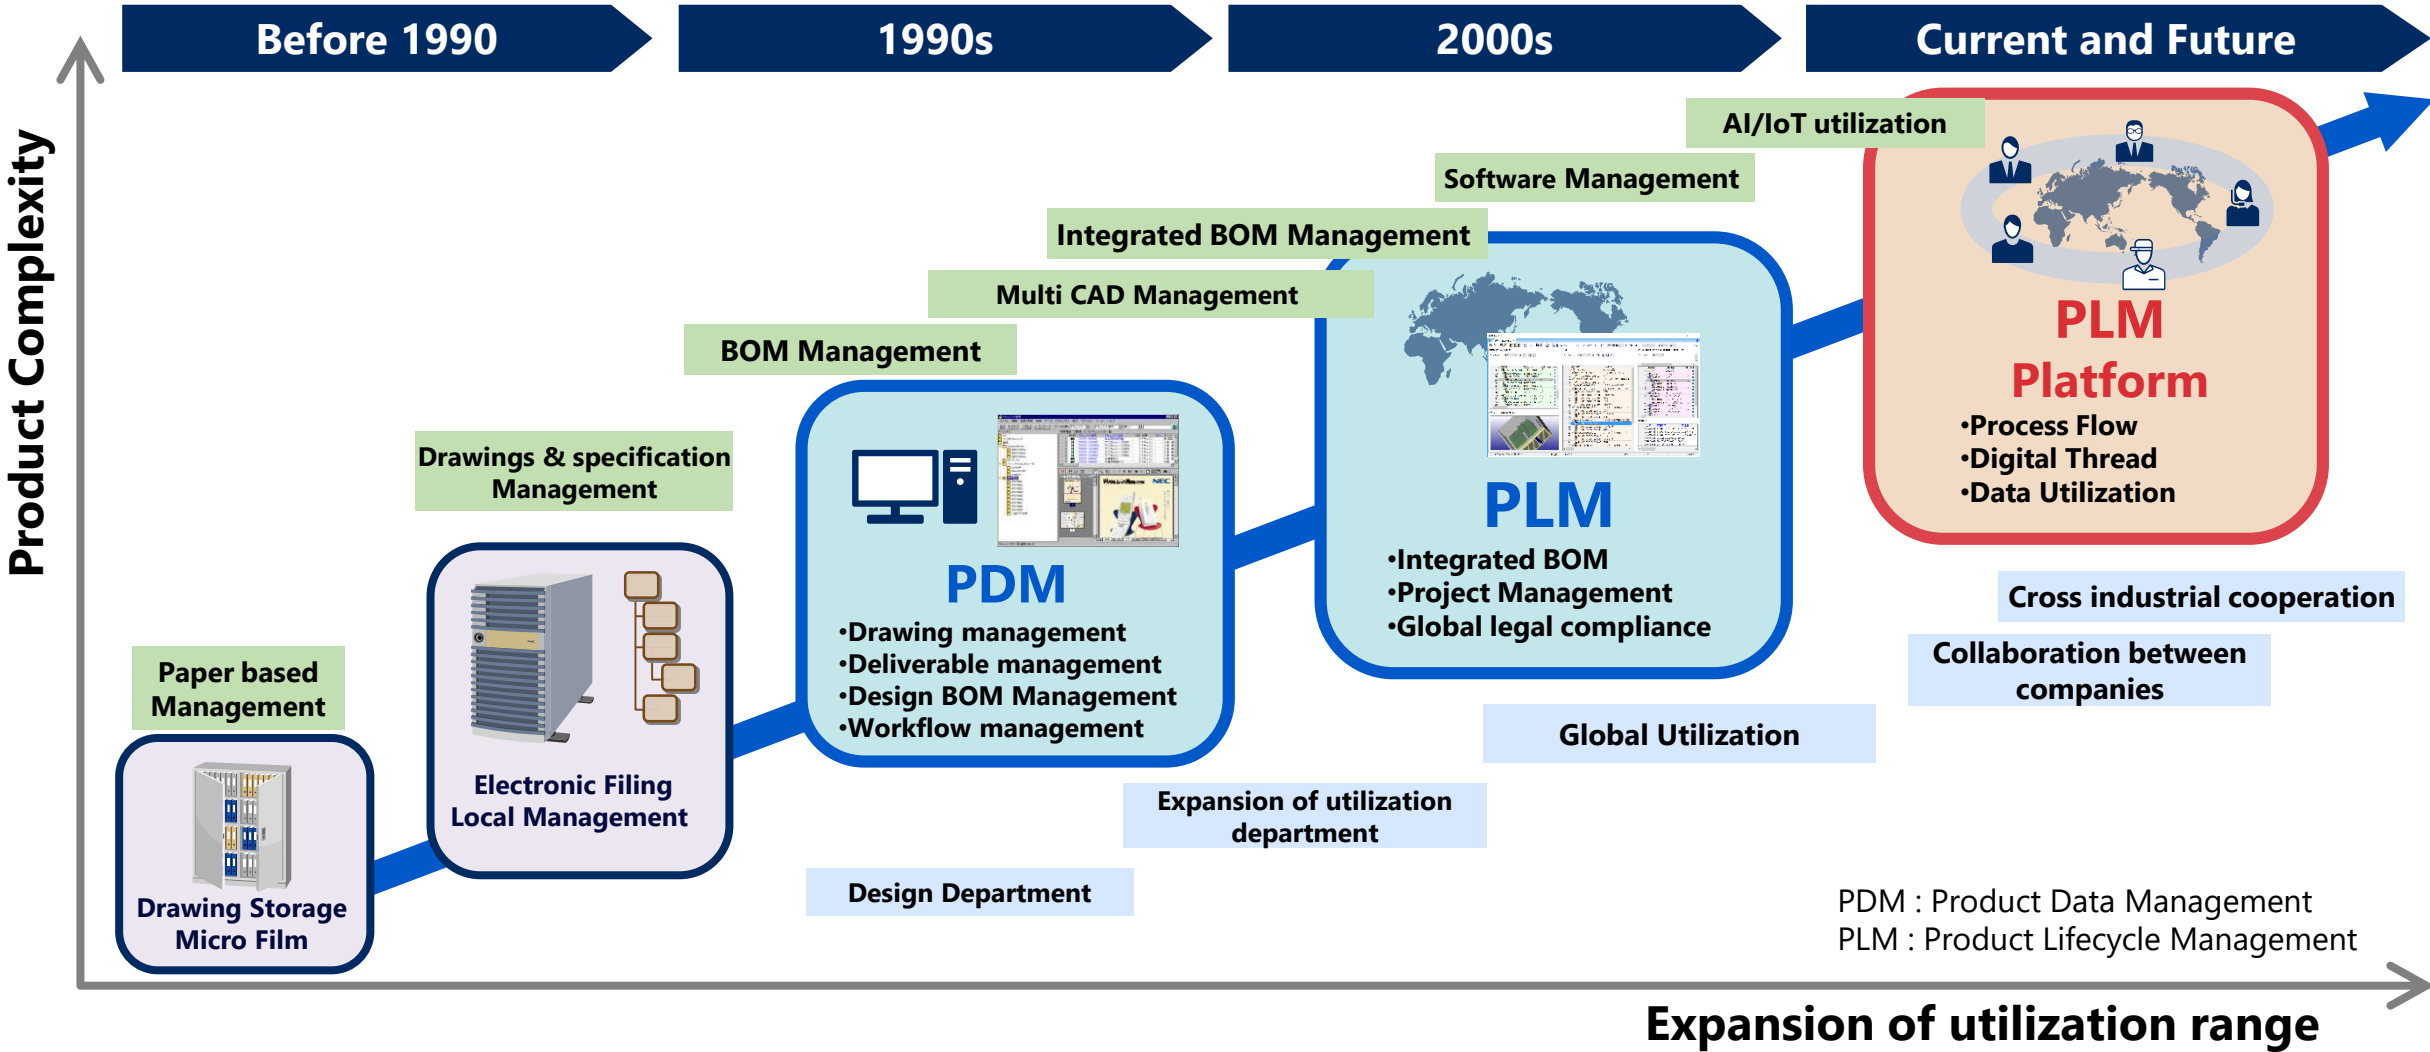 Before 1990
1990s
2000s
Current and Future
Product Complexity
AI/IoT utilization
Software Management
Integrated BOM Management
Multi CAD Management
BOM Management
Drawings & specification
Management
Paper based
Management
Drawing Storage
Micro Film
Electronic Filing
Local Management
NEC
PDM
•Drawing management
•Deliverable management
•Design BOM Management
•Workflow management
PLM
•Integrated BOM
•Project Management
•Global legal compliance
PLM
Platform
•Process Flow
•Digital Thread
•Data Utilization
Cross industrial cooperation
Collaboration between
companies
Global Utilization
Expansion of utilization
department
Design Department
PDM : Product Data Management
PLM : Product Lifecycle Management
Expansion of utilization range